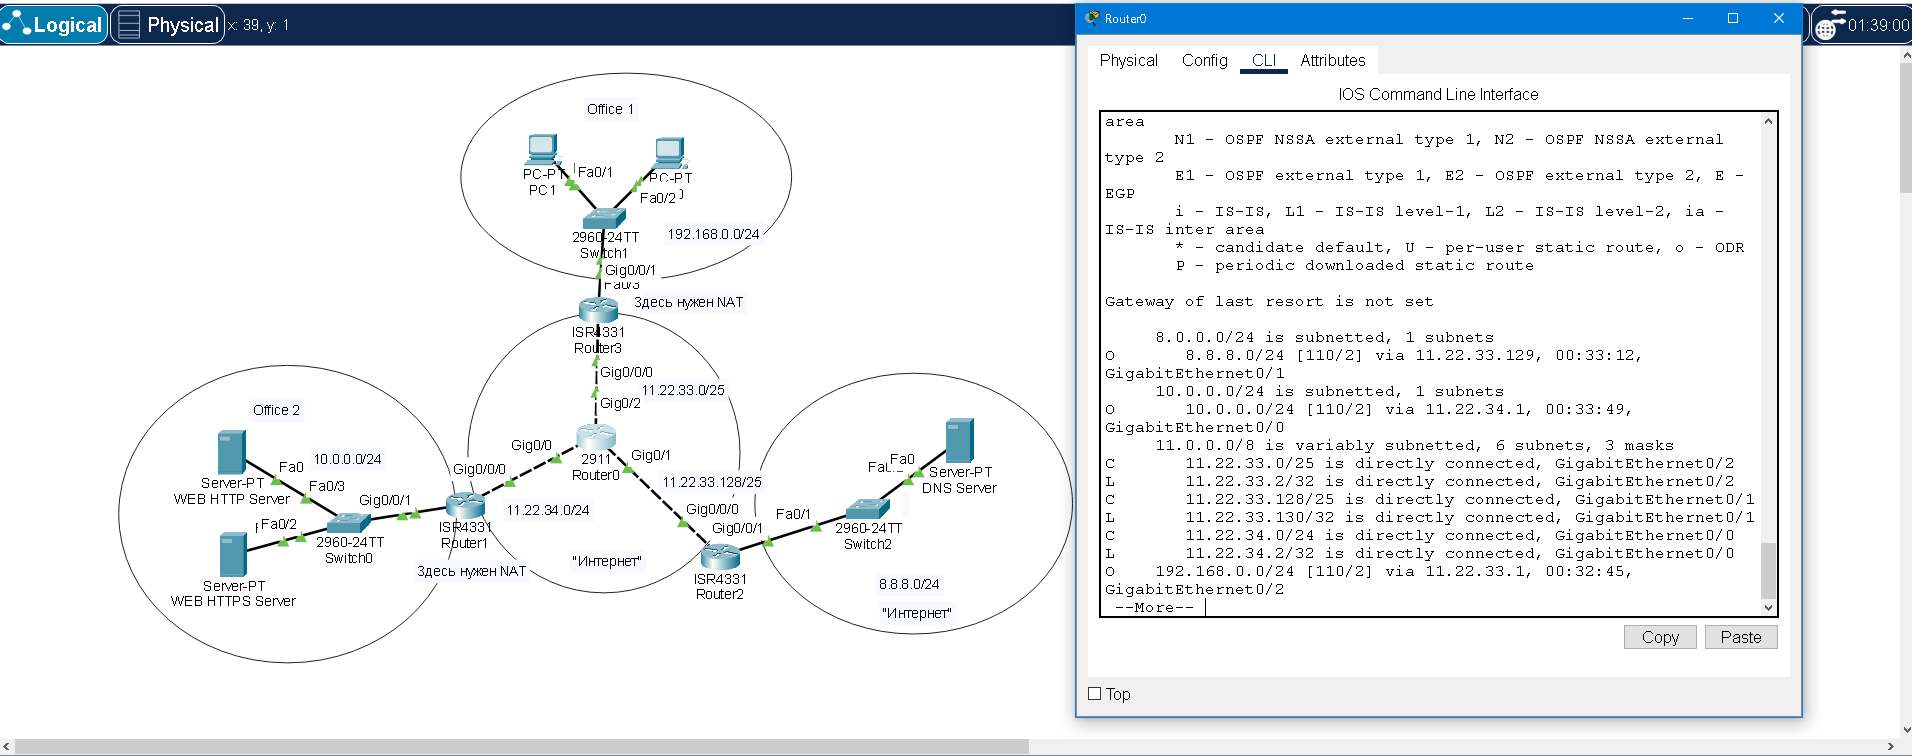 Logical
Physical
x: 39, y: 1
Router0
01:39:00
Physical
Config
CLI
Attributes
IOS Command Line Interface
area
N1 - OSPF NSSA external type 1, N2 - OSPF NSSA external
type 2
E1 - OSPF external type 1, E2 - OSPF external type 2, E -
EGP
i - IS-IS, L1 - IS-IS level-1, L2 - IS-IS level-2, ia -
IS-IS inter area
* - candidate default, U - per-user static route, o - ODR
P - periodic downloaded static route
Gateway of last resort is not set
8.0.0.0/24 is subnetted, 1 subnets
O 8.8.8.0/24 [110/2] via 11.22.33.129, 00:33:12,
GigabitEthernet0/1
10.0.0.0/24 is subnetted, 1 subnets
O 10.0.0.0/24 [110/2] via 11.22.34.1, 00:33:49,
GigabitEthernet0/0
11.0.0.0/8 is variably subnetted, 6 subnets, 3 masks
C 11.22.33.0/25 is directly connected, GigabitEthernet0/2
L 11.22.33.2/32 is directly connected, GigabitEthernet0/2
C 11.22.33.128/25 is directly connected, GigabitEthernet0/1
L 11.22.33.130/32 is directly connected, GigabitEthernet0/1
C 11.22.34.0/24 is directly connected, GigabitEthernet0/0
L 11.22.34.2/32 is directly connected, GigabitEthernet0/0
O 192.168.0.0/24 [110/2] via 11.22.33.1, 00:32:45,
GigabitEthernet0/2
--More--
Copy
Paste
Top
Office 1
Fa0/1
PC-PT
PC1
PC-PT
Fa0/2
2960-24TT
Switch1
192.168.0.0/24
Gig0/0/1
Fa0/3
Здесь нужен NAT
ISR4331
Router3
Gig0/0/0
11.22.33.0/25
Gig0/2
Office 2
10.0.0.0/24
Fa0
Server-PT
WEB HTTP Server
Fa0/3
Gig0/0/1
Fa0/2
2960-24TT
Switch0
Server-PT
WEB HTTPS Server
Gig0/0
Gig0/0/0
2911
Router0
Gig0/1
ISR4331
Router1
11.22.34.0/24
Здесь нужен NAT
"Интернет"
11.22.33.128/25
Gig0/0/0
Gig0/0/1
ISR4331
Router2
Fa0/1
Fa0
Server-PT
DNS Server
2960-24TT
Switch2
8.8.8.0/24
"Интернет"